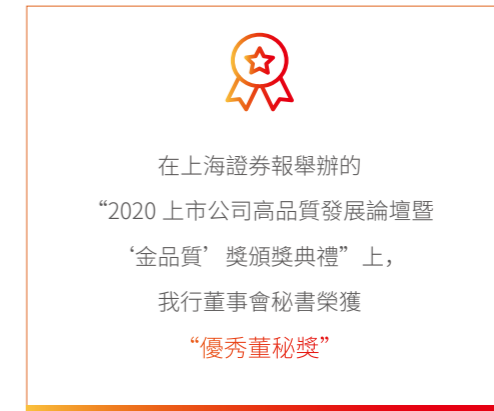 在上海證券報舉辦的
“2020 上市公司高品質發展論壇暨
‘金品質’獎頒獎典禮”上，
我行董事會秘書榮獲
“優秀董秘獎”